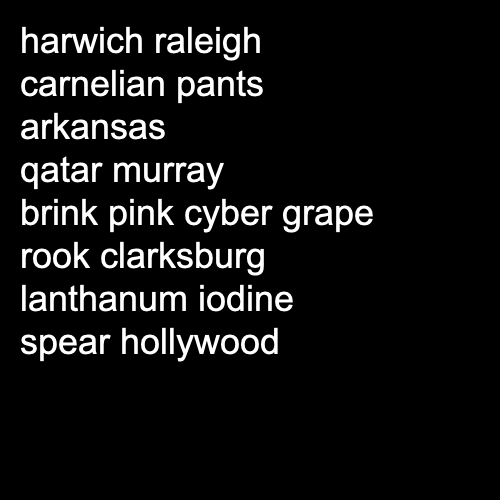 harwich raleigh
carnelian pants
arkansas
qatar murray
brink pink cyber grape
rook clarksburg
lanthanum iodine
spear hollywood